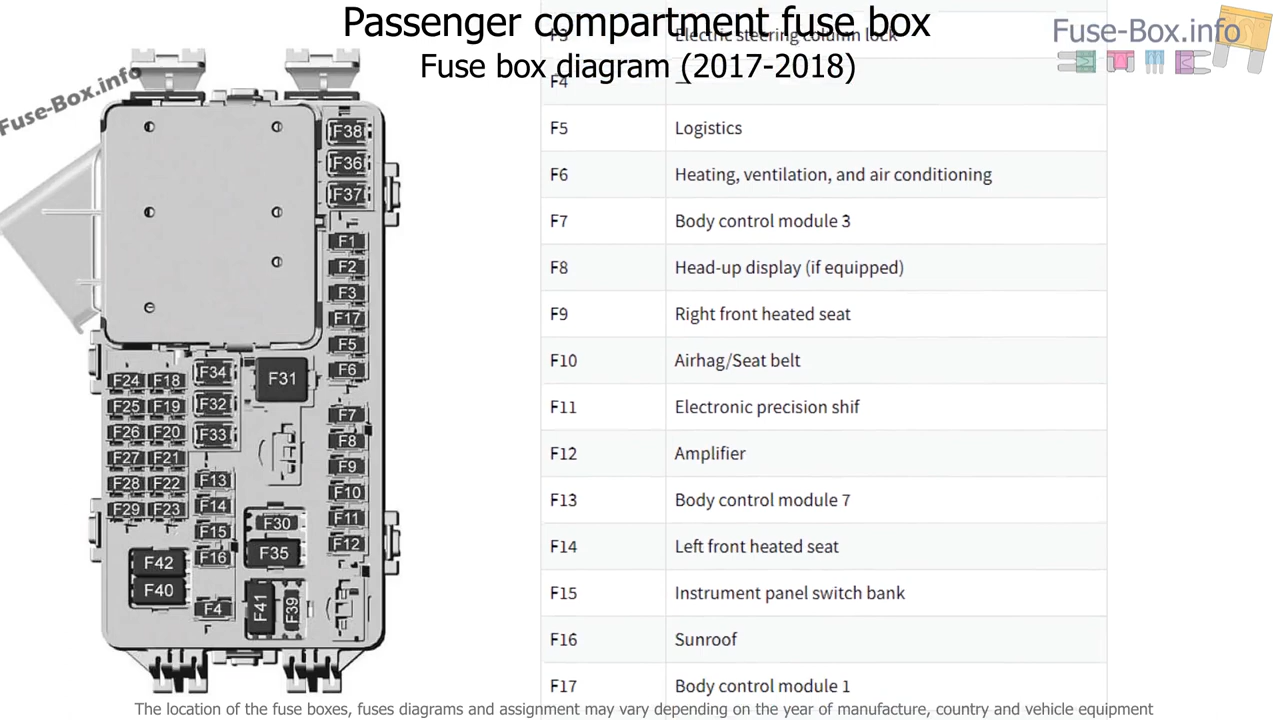 Passenger compartment fuse box
Fuse box diagram (2017-2018)
Fuse-Box.info
Fuse-Box.info
F3 Electric steering column lock
F4 _
F5 Logistics
F6 Heating, ventilation, and air conditioning
F7 Body control module 3
F8 Head-up display (if equipped)
F9 Right front heated seat
F10 Airhag/Seat belt
F11 Electronic precision shif
F12 Amplifier
F13 Body control module 7
F14 Left front heated seat
F15 Instrument panel switch bank
F16 Sunroof
F17 Body control module 1
F38
F36
F37
F1
F2
F3
F17
F5
F6
F34
F31
F24 F18
F32
F25 F19
F33
F26 F20
F27 F21
F28 F22
F29 F23
F7
F8
F9
F10
F11
F12
F13
F14
F15
F16
F30
F35
F42
F40
F4
F41
F39
The location of the fuse boxes, fuses diagrams and assignment may vary depending on the year of manufacture, country and vehicle equipment